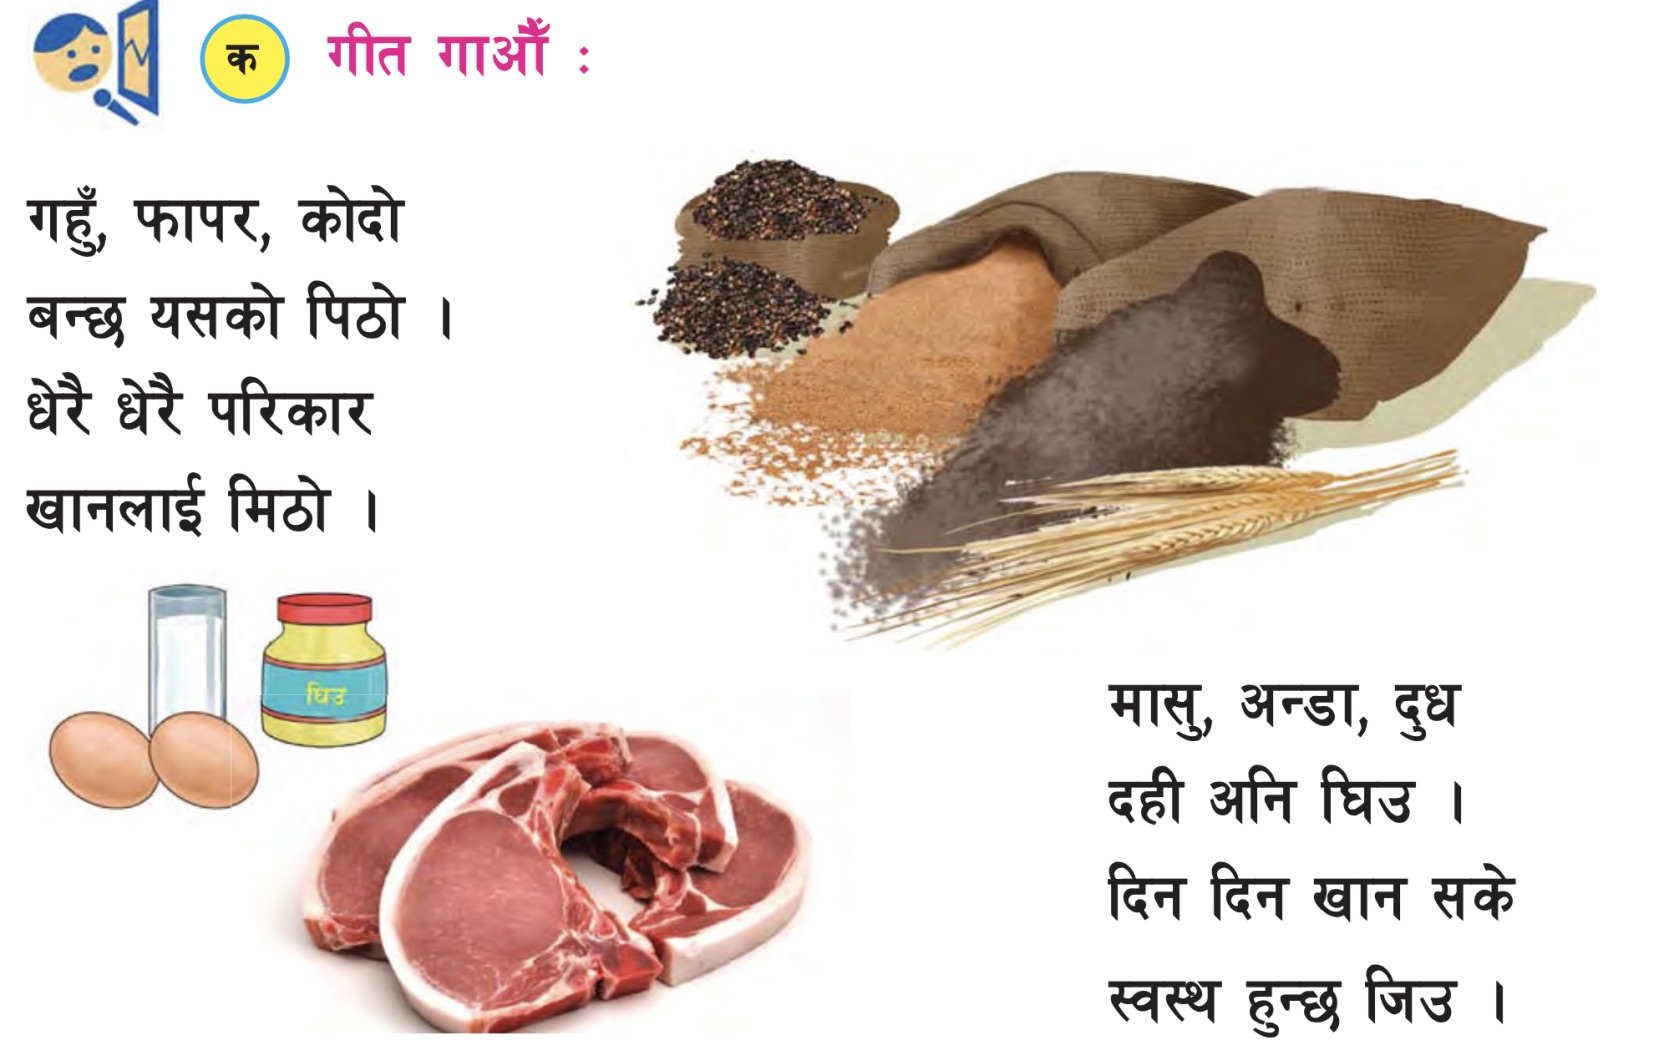 क गीत गाऔँ :
गहुँ, फापर, कोदो
बन्छ यसको पिठो ।
धेरै धेरै परिकार
खानलाई मिठो ।
घिउ
मासु, अन्डा, दुध
दही अनि घिउ ।
दिन दिन खान सके
स्वस्थ हुन्छ जिउ ।